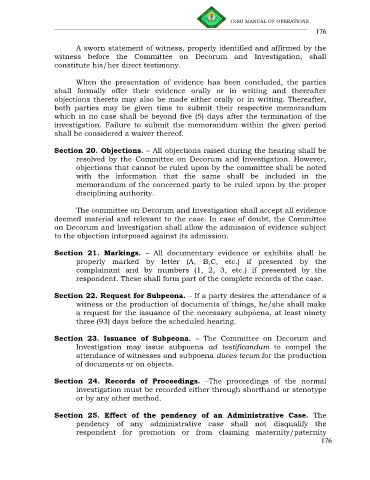 CvSU MANUAL OF OPERATIONS
176
A sworn statement of witness, properly identified and affirmed by the
witness before the Committee on Decorum and Investigation, shall
constitute his/her direct testimony.
When the presentation of evidence has been concluded, the parties
shall formally offer their evidence orally or in writing and thereafter
objections thereto may also be made either orally or in writing. Thereafter,
both parties may be given time to submit their respective memorandum
which in no case shall be beyond five (5) days after the termination of the
investigation. Failure to submit the memorandum within the given period
shall be considered a waiver thereof.
Section 20. Objections. – All objections raised during the hearing shall be
resolved by the Committee on Decorum and Investigation. However,
objections that cannot be ruled upon by the committee shall be noted
with the information that the same shall be included in the
memorandum of the concerned party to be ruled upon by the proper
disciplining authority.
The committee on Decorum and Investigation shall accept all evidence
deemed material and relevant to the case. In case of doubt, the Committee
on Decorum and Investigation shall allow the admission of evidence subject
to the objection interposed against its admission.
Section 21. Markings. – All documentary evidence or exhibits shall be
properly marked by letter (A, B,C, etc.) if presented by the
complainant and by numbers (1, 2, 3, etc.) if presented by the
respondent. These shall form part of the complete records of the case.
Section 22. Request for Subpeona. – If a party desires the attendance of a
witness or the production of documents of things, he/she shall make
a request for the issuance of the necessary subpoena, at least ninety
three (93) days before the scheduled hearing.
Section 23. Issuance of Subpeona. – The Committee on Decorum and
Investigation may issue subpoena ad testificandum to compel the
attendance of witnesses and subpoena duces tecum for the production
of documents or on objects.
Section 24. Records of Proceedings. –The proceedings of the normal
investigation must be recorded either through shorthand or stenotype
or by any other method.
Section 25. Effect of the pendency of an Administrative Case. The
pendency of any administrative case shall not disqualify the
respondent for promotion or from claiming maternity/paternity
176